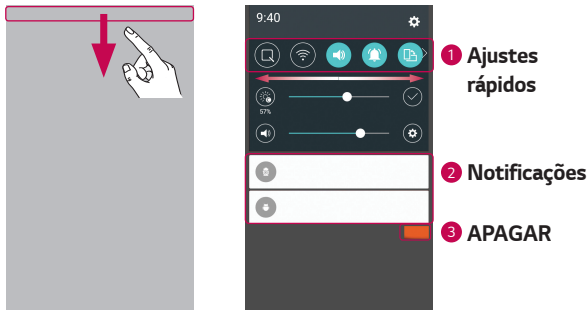 9:40
1 Ajustes
rápidos
57%
2 Notificações
3 APAGAR